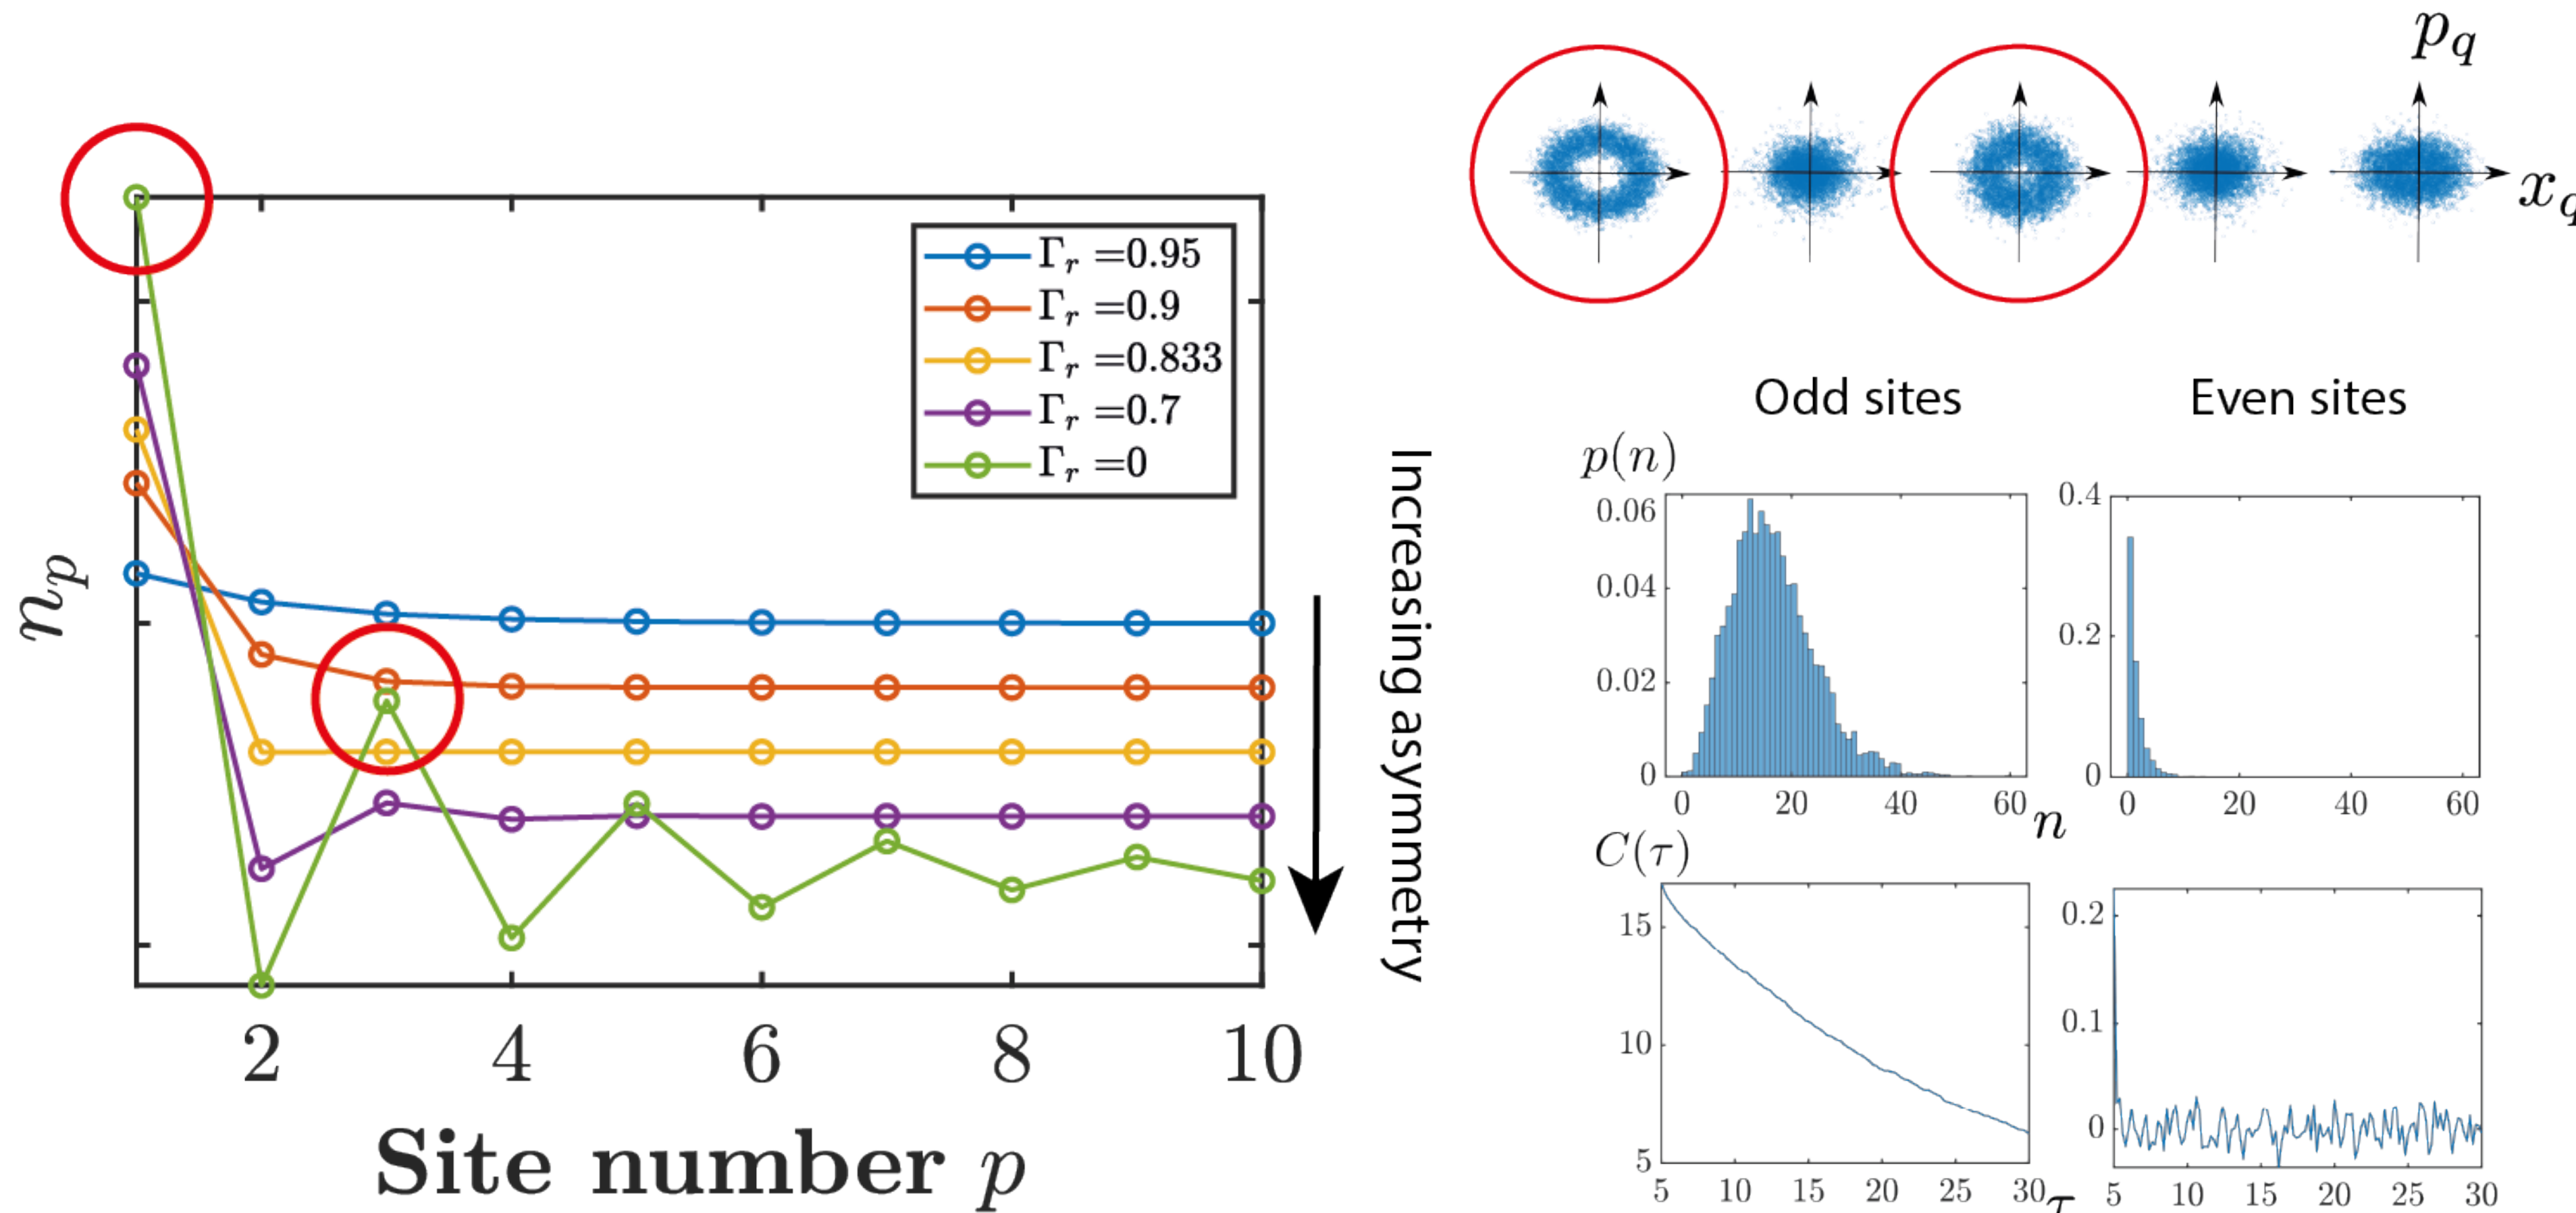 n_p
Γ_r =0.95
Γ_r =0.9
Γ_r =0.833
Γ_r =0.7
Γ_r =0
2 4 6 8 10
Site number p
Increasing asymmetry
p_q
x_q
Odd sites
Even sites
p(n)
0.06
0.04
0.02
0
0 20 40 60
n
0.4
0.2
0
0 20 40 60
C(τ)
15
10
5
5 10 15 20 25 30
τ
0.2
0.1
0
5 10 15 20 25 30